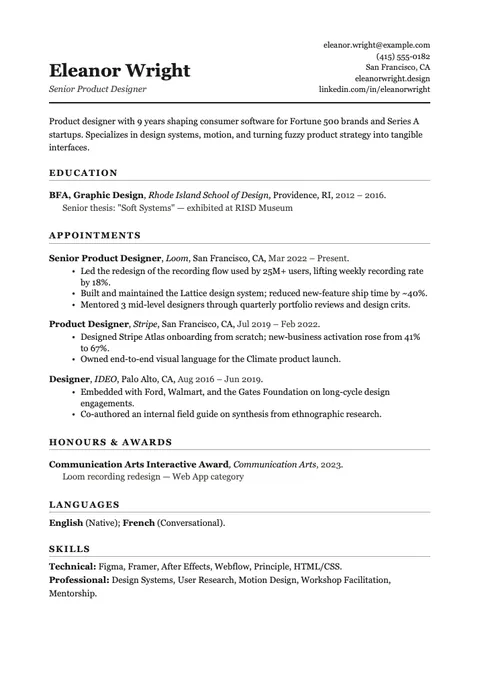 eleanor.wright@example.com
(415) 555-0182
San Francisco, CA
eleanorwright.design
linkedin.com/in/eleanorwright
Eleanor Wright
Senior Product Designer
Product designer with 9 years shaping consumer software for Fortune 500 brands and Series A
startups. Specializes in design systems, motion, and turning fuzzy product strategy into tangible
interfaces.
EDUCATION
BFA, Graphic Design, Rhode Island School of Design, Providence, RI, 2012 – 2016.
Senior thesis: "Soft Systems" — exhibited at RISD Museum
APPOINTMENTS
Senior Product Designer, Loom, San Francisco, CA, Mar 2022 – Present.
• Led the redesign of the recording flow used by 25M+ users, lifting weekly recording rate
by 18%.
• Built and maintained the Lattice design system; reduced new-feature ship time by ~40%.
• Mentored 3 mid-level designers through quarterly portfolio reviews and design crits.
Product Designer, Stripe, San Francisco, CA, Jul 2019 – Feb 2022.
• Designed Stripe Atlas onboarding from scratch; new-business activation rose from 41%
to 67%.
• Owned end-to-end visual language for the Climate product launch.
Designer, IDEO, Palo Alto, CA, Aug 2016 – Jun 2019.
• Embedded with Ford, Walmart, and the Gates Foundation on long-cycle design
engagements.
• Co-authored an internal field guide on synthesis from ethnographic research.
HONOURS & AWARDS
Communication Arts Interactive Award, Communication Arts, 2023.
Loom recording redesign — Web App category
LANGUAGES
English (Native); French (Conversational).
SKILLS
Technical: Figma, Framer, After Effects, Webflow, Principle, HTML/CSS.
Professional: Design Systems, User Research, Motion Design, Workshop Facilitation,
Mentorship.